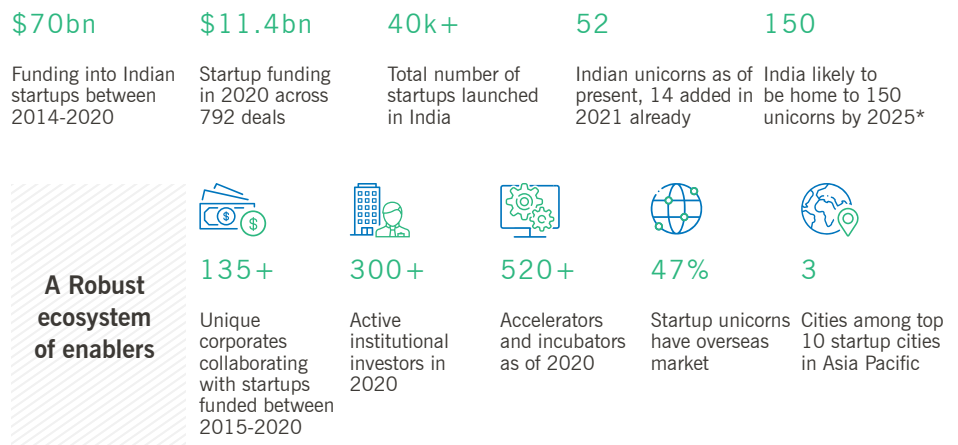 $70bn
Funding into Indian
startups between
2014-2020
$11.4bn
Startup funding
in 2020 across
792 deals
40k+
Total number of
startups launched
in India
52
Indian unicorns as of
present, 14 added in
2021 already
150
India likely to
be home to 150
unicorns by 2025*
A Robust
ecosystem
of enablers
$
$
135+
Unique
corporates
collaborating
with startups
funded between
2015-2020
300+
Active
institutional
investors in
2020
520+
Accelerators
and incubators
as of 2020
47%
Startup unicorns
have overseas
market
3
Cities among top
10 startup cities
in Asia Pacific